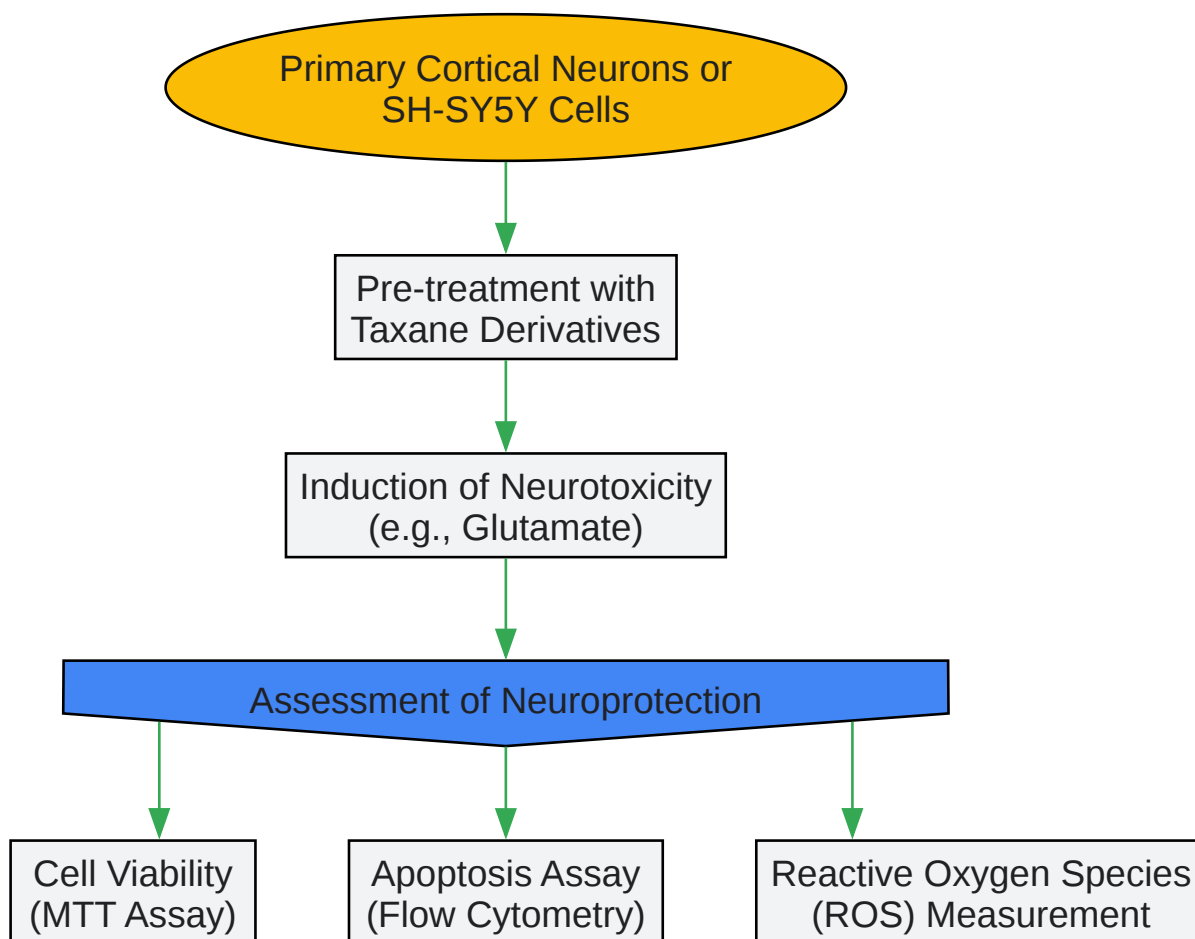 Primary Cortical Neurons or
SH-SY5Y Cells
Pre-treatment with
Taxane Derivatives
Induction of Neurotoxicity
(e.g., Glutamate)
Assessment of Neuroprotection
Cell Viability
(MTT Assay)
Apoptosis Assay
(Flow Cytometry)
Reactive Oxygen Species
(ROS) Measurement